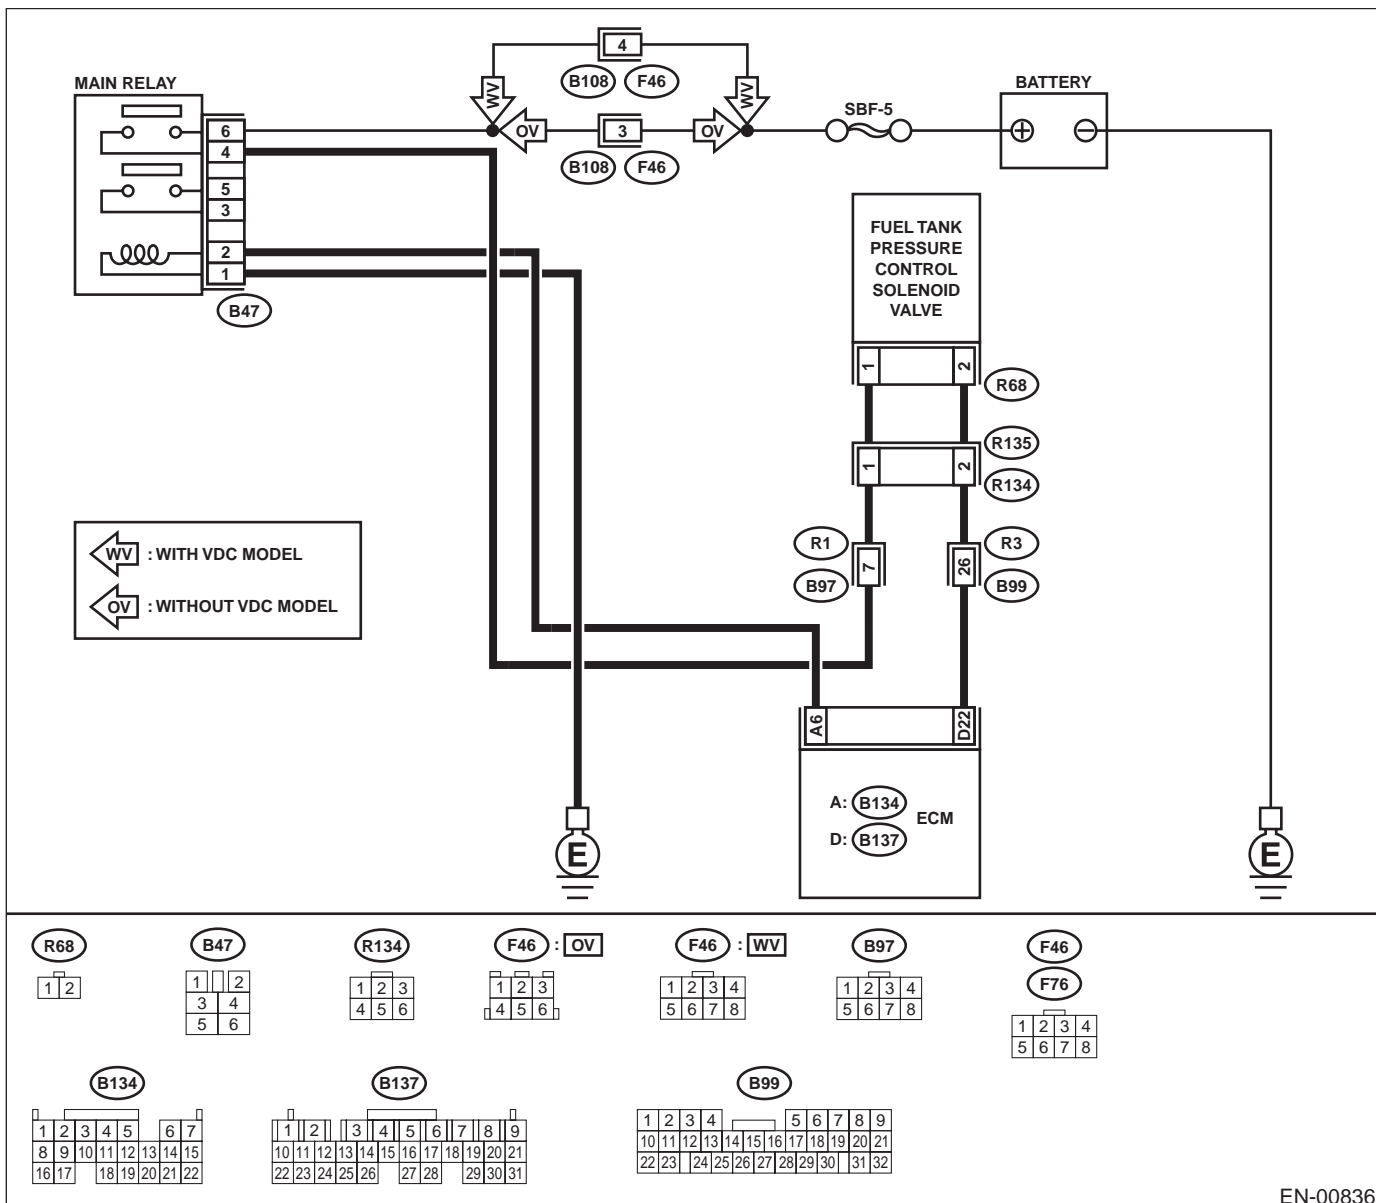 4
MAIN RELAY
B108 F46
WV WV
SBF-5
BATTERY
6
OV 3 OV
4
B108 F46
5
3
2
1
B47
FUEL TANK
PRESSURE
CONTROL
SOLENOID
VALVE
1 2
R68
R135
1 2
R134
R1 R3
7 26
B97 B99
WV : WITH VDC MODEL
OV : WITHOUT VDC MODEL
A6 D22
A: B134
ECM
D: B137
E E
R68 B47 R134 F46 : OV F46 : WV B97 F46
F76
1 2
1 2
3 4
5 6
1 2 3
4 5 6
1 2 3
4 5 6
1 2 3 4
5 6 7 8
1 2 3 4
5 6 7 8
1 2 3 4
5 6 7 8
B134 B137 B99
1 2 3 4 5 6 7
8 9 10 11 12 13 14 15
16 17 18 19 20 21 22
1 2 3 4 5 6 7 8 9
10 11 12 13 14 15 16 17 18 19 20 21
22 23 24 25 26 27 28 29 30 31
1 2 3 4 5 6 7 8 9
10 11 12 13 14 15 16 17 18 19 20 21
22 23 24 25 26 27 28 29 30 31 32
EN-00836